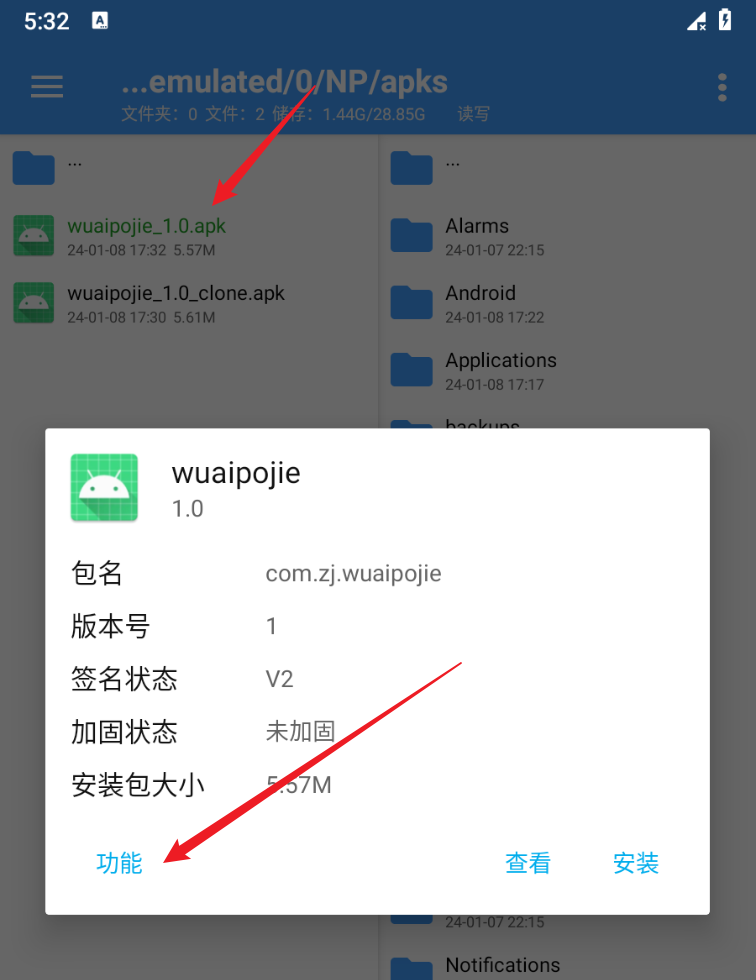 5:32
A
...emulated/0/NP/apks
文件夹：0 文件：2 储存：1.44G/28.85G 读写
...
wuaipojie_1.0.apk
24-01-08 17:32 5.57M
wuaipojie_1.0_clone.apk
24-01-08 17:30 5.61M
...
Alarms
24-01-07 22:15
Android
24-01-08 17:22
Applications
24-01-08 17:17
backups
wuaipojie
1.0
包名 com.zj.wuaipojie
版本号 1
签名状态 V2
加固状态 未加固
安装包大小 5.57M
功能 查看 安装
24-01-07 22:15
Notifications